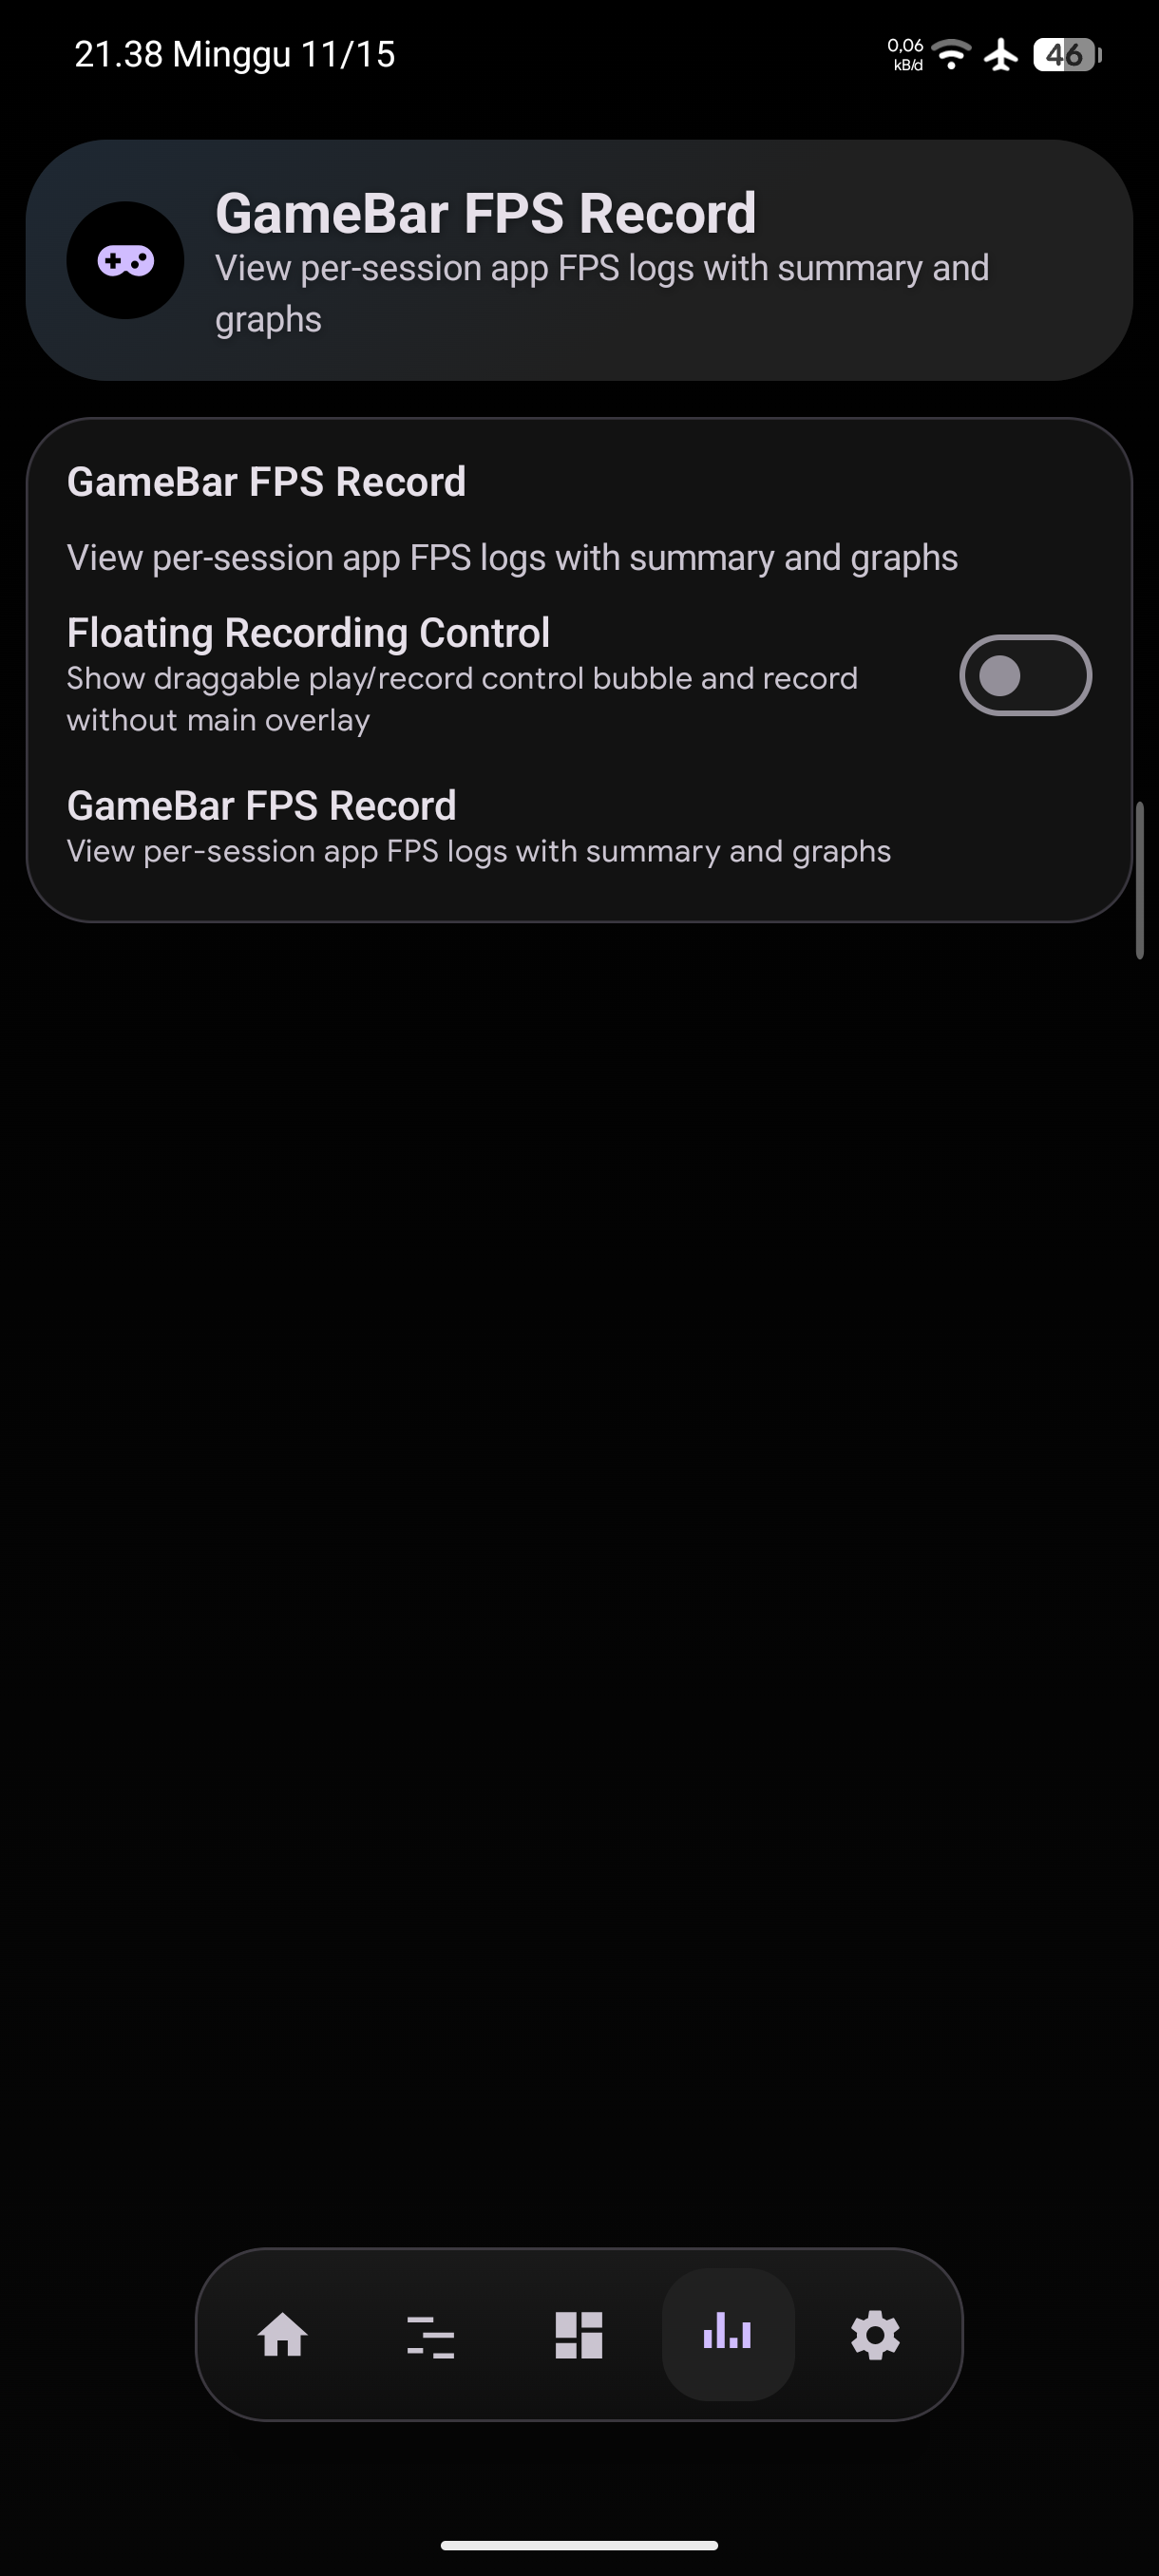 21.38 Minggu 11/15
0,06
kB/d
46
GameBar FPS Record
View per-session app FPS logs with summary and
graphs
GameBar FPS Record
View per-session app FPS logs with summary and graphs
Floating Recording Control
Show draggable play/record control bubble and record
without main overlay
GameBar FPS Record
View per-session app FPS logs with summary and graphs